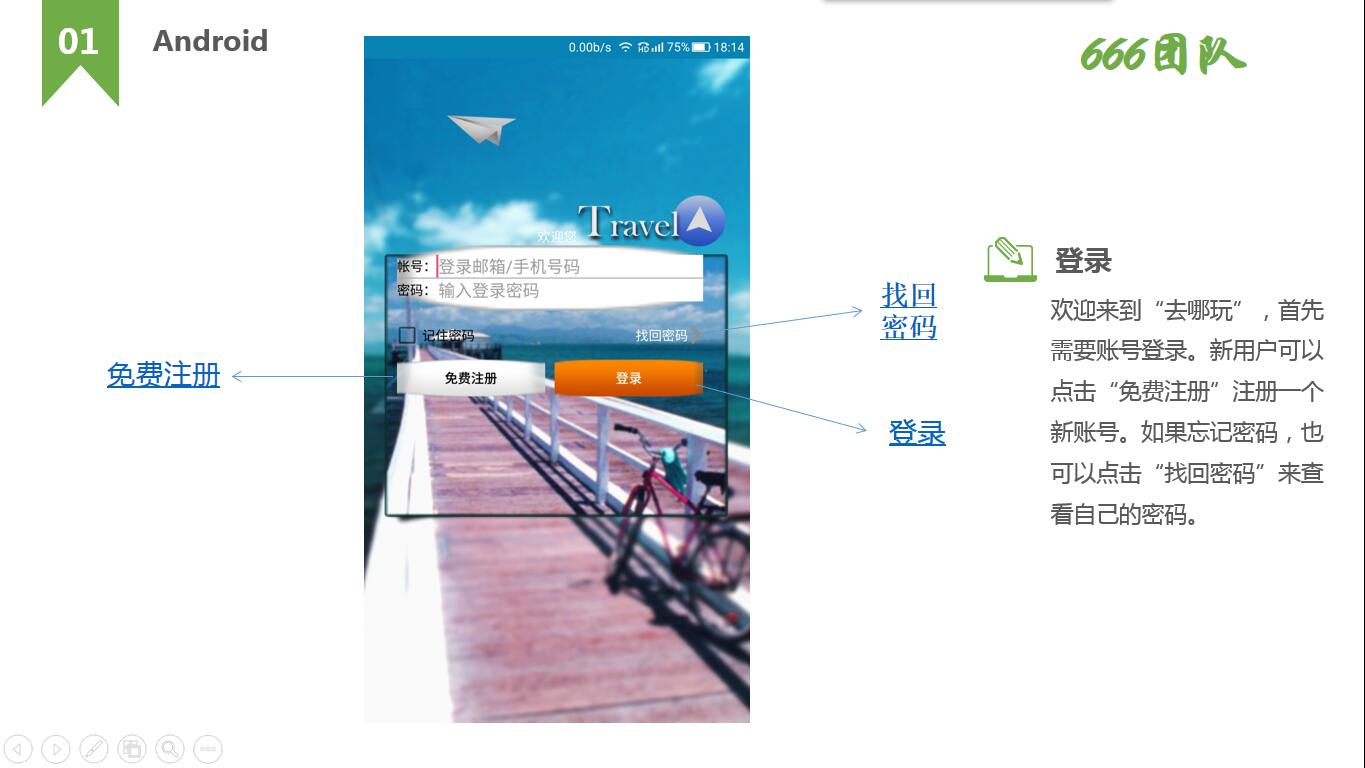 01
Android
666团队
0.00b/s HD 75% 18:14
欢迎您
Travel
帐号：登录邮箱/手机号码
密码：输入登录密码
记住密码
找回密码
免费注册
登录
免费注册
找回
密码
登录
登录
欢迎来到“去哪玩”，首先
需要账号登录。新用户可以
点击“免费注册”注册一个
新账号。如果忘记密码，也
可以点击“找回密码”来查
看自己的密码。